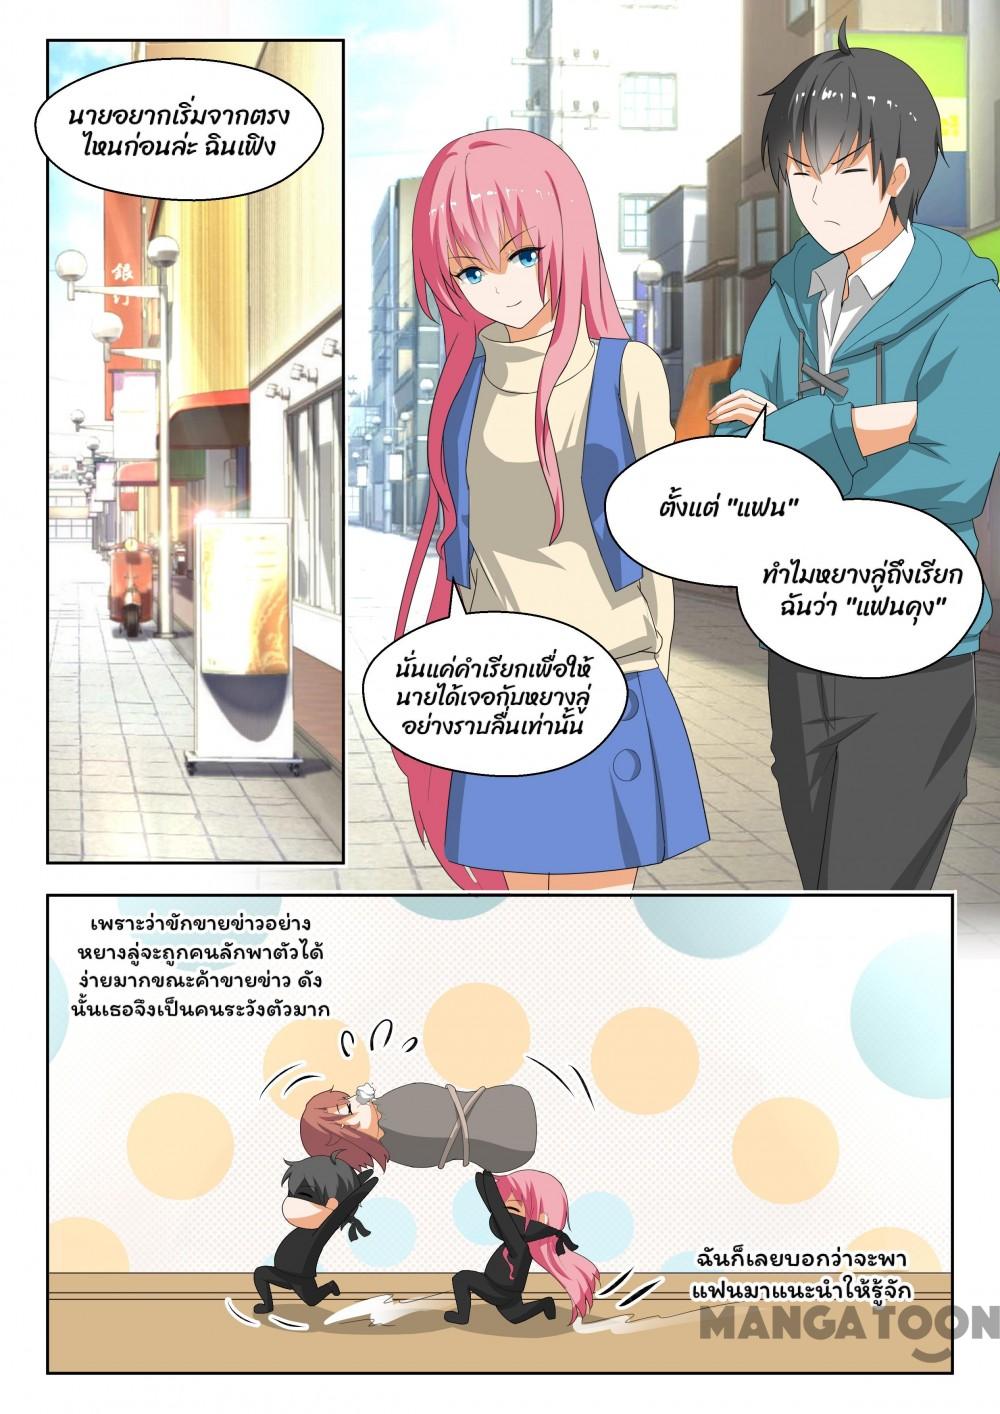 นายอยากเริ่มจากตรง
ไหนก่อนล่ะ ฉินเฟิง
銀行
ตั้งแต่ "แฟน"
ทำไมหยางลู่ถึงเรียก
ฉันว่า "แฟนคุง"
นั่นแค่คำเรียกเพื่อให้
นายได้เจอกับหยางลู่
อย่างราบลื่นเท่านั้น
เพราะว่าขักขายข่าวอย่าง
หยางลู่จะถูกคนลักพาตัวได้
ง่ายมากขณะค้าขายข่าว ดัง
นั้นเธอจึงเป็นคนระวังตัวมาก
ฉันก็เลยบอกว่าจะพา
แฟนมาแนะนำให้รู้จัก
MANGATOON